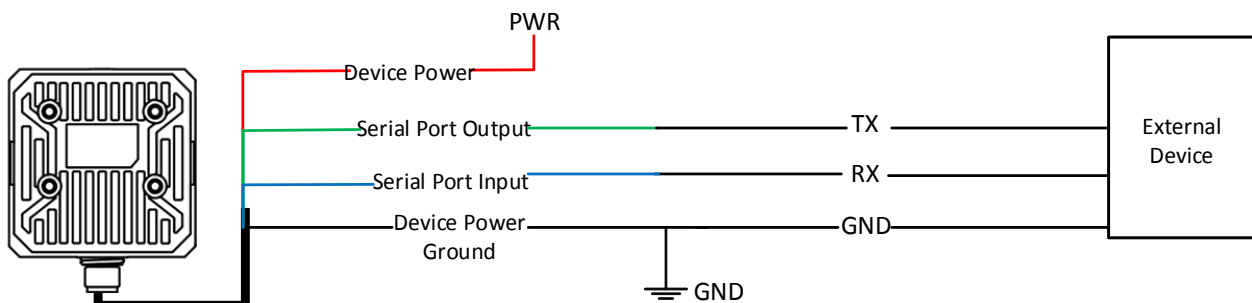 PWR
Device Power
Serial Port Output
TX
External
Device
Serial Port Input
RX
Device Power
Ground
GND
GND